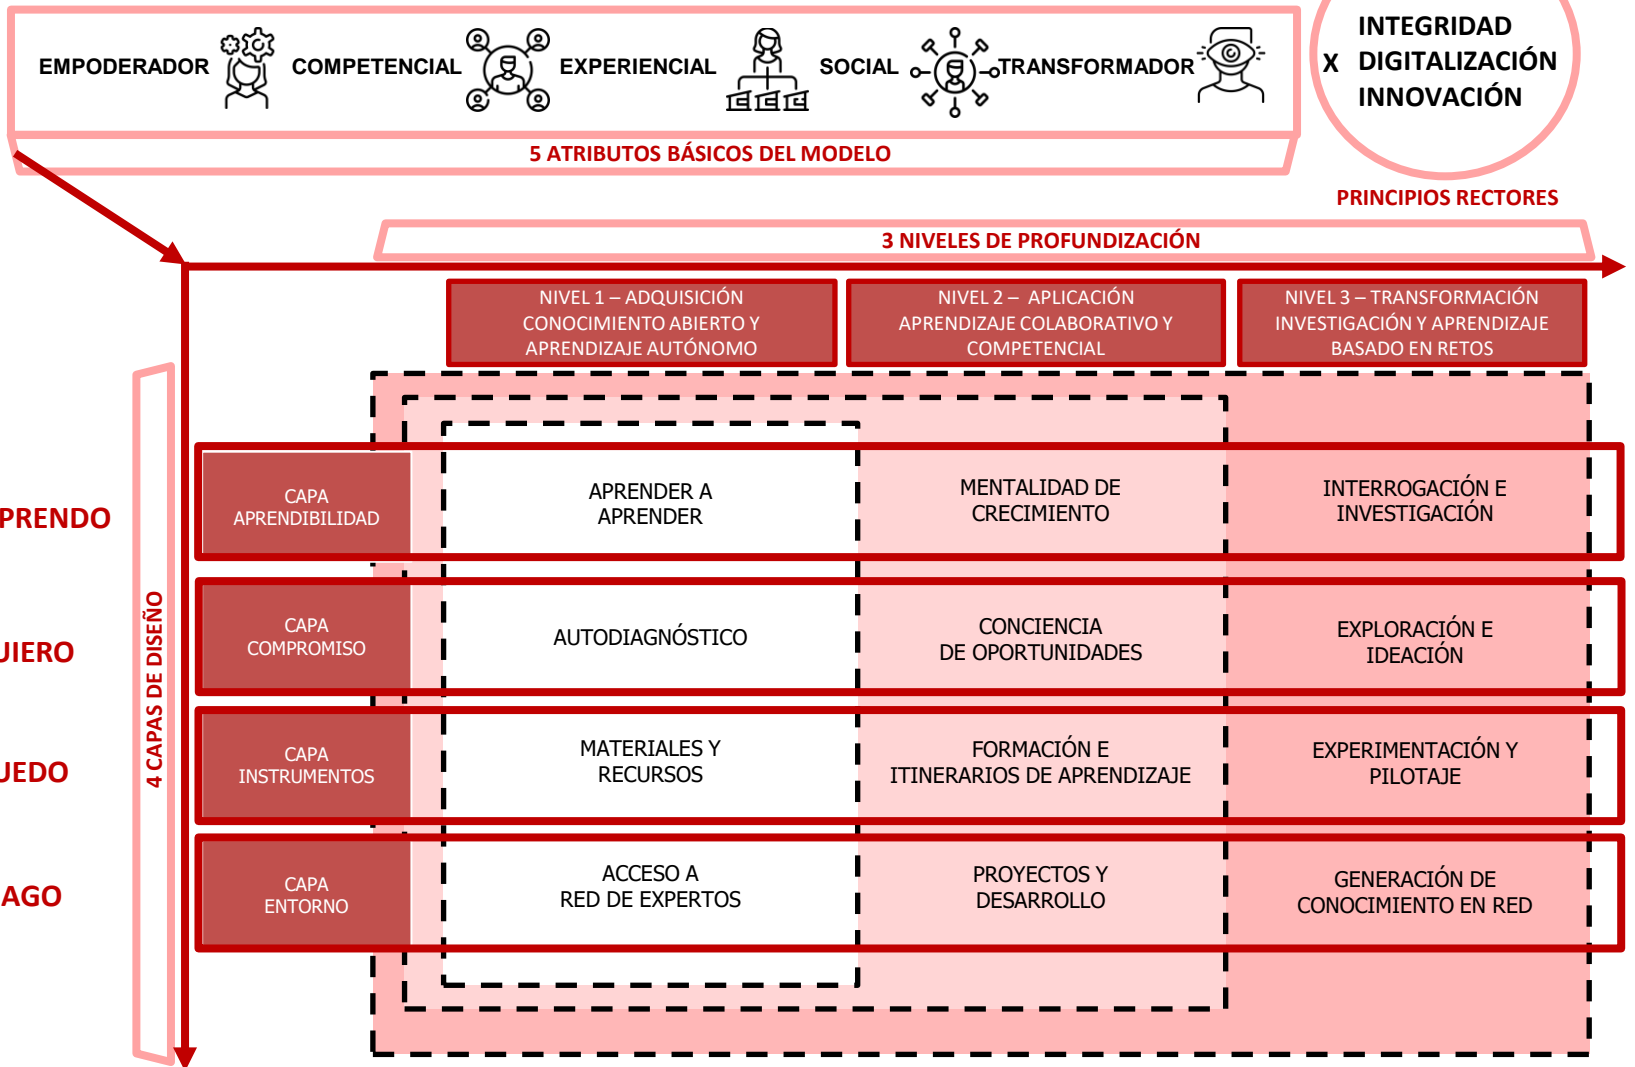 EMPODERADOR COMPETENCIAL EXPERIENCIAL SOCIAL TRANSFORMADOR
INTEGRIDAD
X DIGITALIZACIÓN
INNOVACIÓN
5 ATRIBUTOS BÁSICOS DEL MODELO
PRINCIPIOS RECTORES
3 NIVELES DE PROFUNDIZACIÓN
NIVEL 1 – ADQUISICIÓN
CONOCIMIENTO ABIERTO Y
APRENDIZAJE AUTÓNOMO
NIVEL 2 – APLICACIÓN
APRENDIZAJE COLABORATIVO Y
COMPETENCIAL
NIVEL 3 – TRANSFORMACIÓN
INVESTIGACIÓN Y APRENDIZAJE
BASADO EN RETOS
4 CAPAS DE DISEÑO
PRENDO
CAPA
APRENDIBILIDAD
APRENDER A
APRENDER
MENTALIDAD DE
CRECIMIENTO
INTERROGACIÓN E
INVESTIGACIÓN
UIERO
CAPA
COMPROMISO
AUTODIAGNÓSTICO
CONCIENCIA
DE OPORTUNIDADES
EXPLORACIÓN E
IDEACIÓN
UEDO
CAPA
INSTRUMENTOS
MATERIALES Y
RECURSOS
FORMACIÓN E
ITINERARIOS DE APRENDIZAJE
EXPERIMENTACIÓN Y
PILOTAJE
AGO
CAPA
ENTORNO
ACCESO A
RED DE EXPERTOS
PROYECTOS Y
DESARROLLO
GENERACIÓN DE
CONOCIMIENTO EN RED